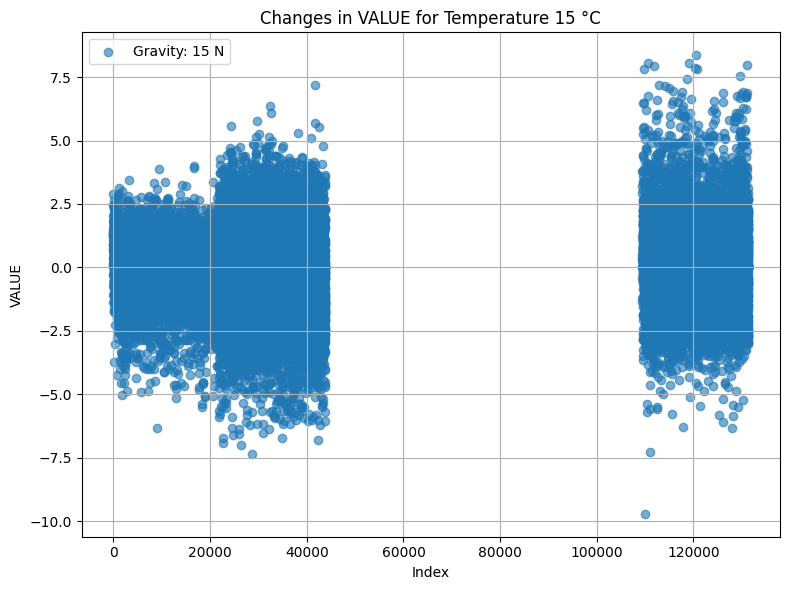 Changes in VALUE for Temperature 15 °C
Gravity: 15 N
7.5
5.0
2.5
0.0
−2.5
−5.0
−7.5
−10.0
VALUE
0 20000 40000 60000 80000 100000 120000
Index